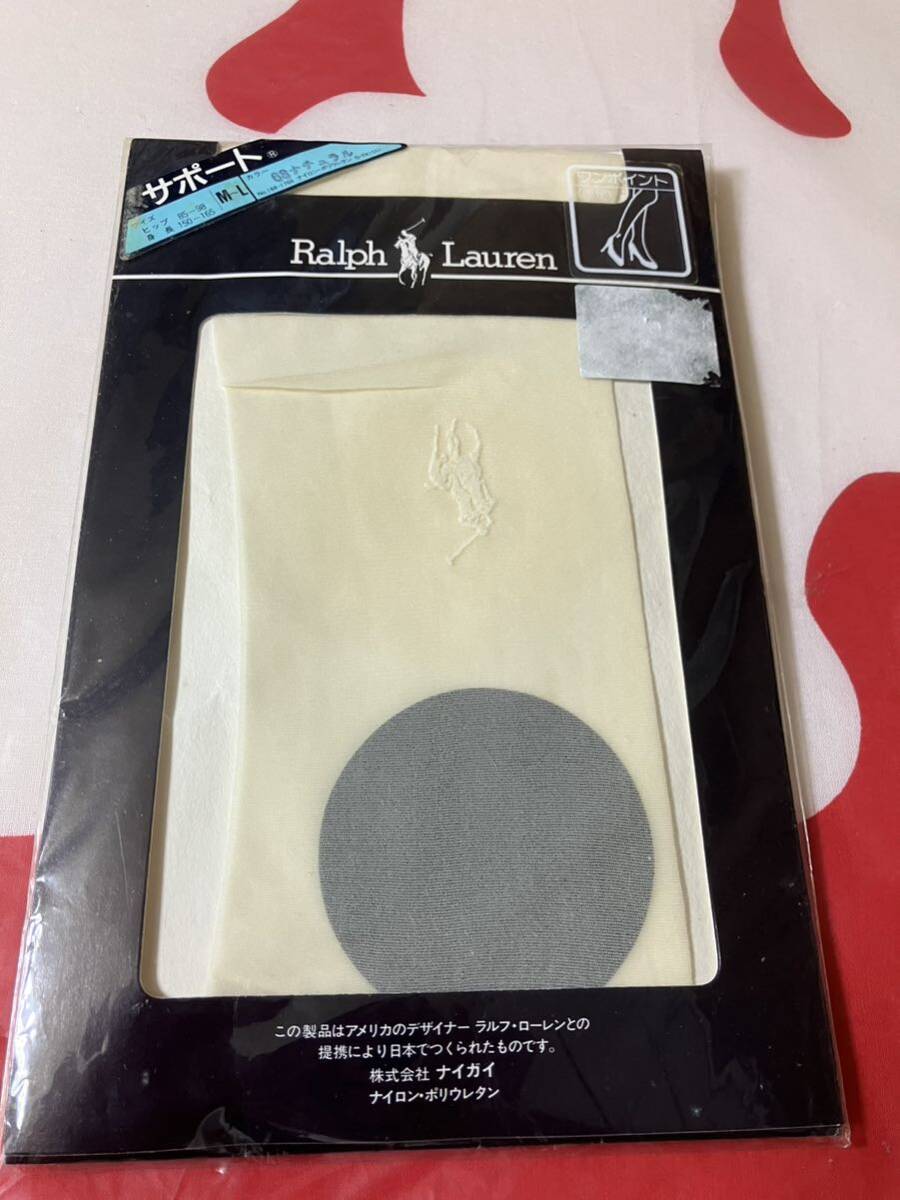 サポート®
カラー 69ナチュラル
サイズ M–L
ヒップ 85–98
身長 150–165
ワンポイント
Ralph Lauren
この製品はアメリカのデザイナー ラルフ・ローレンとの
提携により日本でつくられたものです。
株式会社 ナイガイ
ナイロン・ポリウレタン